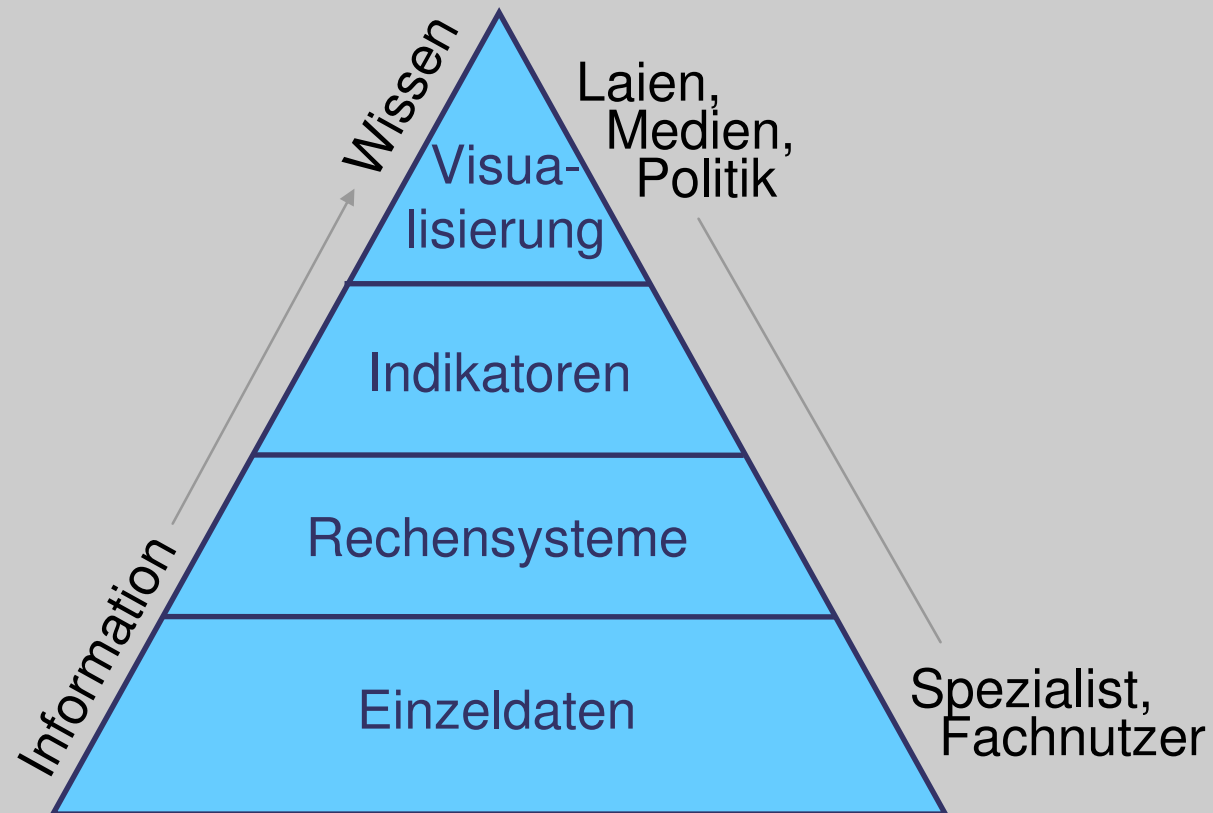 Wissen
Laien,
Medien,
Politik
Visua-
lisierung
Indikatoren
Rechensysteme
Information
Einzeldaten
Spezialist,
Fachnutzer